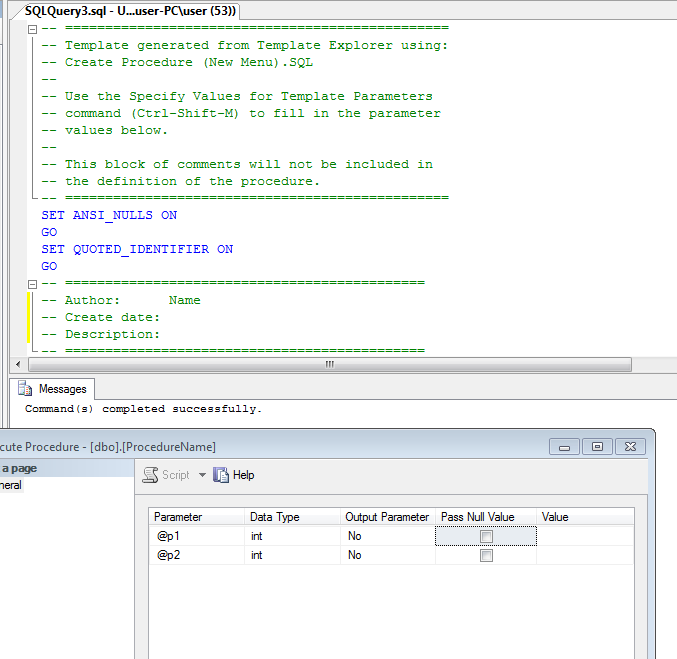 SQLQuery3.sql - U...user-PC\user (53))
-- ================================================
-- Template generated from Template Explorer using:
-- Create Procedure (New Menu).SQL
--
-- Use the Specify Values for Template Parameters
-- command (Ctrl-Shift-M) to fill in the parameter
-- values below.
--
-- This block of comments will not be included in
-- the definition of the procedure.
-- ================================================
SET ANSI_NULLS ON
GO
SET QUOTED_IDENTIFIER ON
GO
-- =============================================
-- Author:      Name
-- Create date:
-- Description:
-- =============================================
Messages
Command(s) completed successfully.
cute Procedure - [dbo].[ProcedureName]
a page
neral
Script Help
Parameter Data Type Output Parameter Pass Null Value Value
@p1 int No
@p2 int No